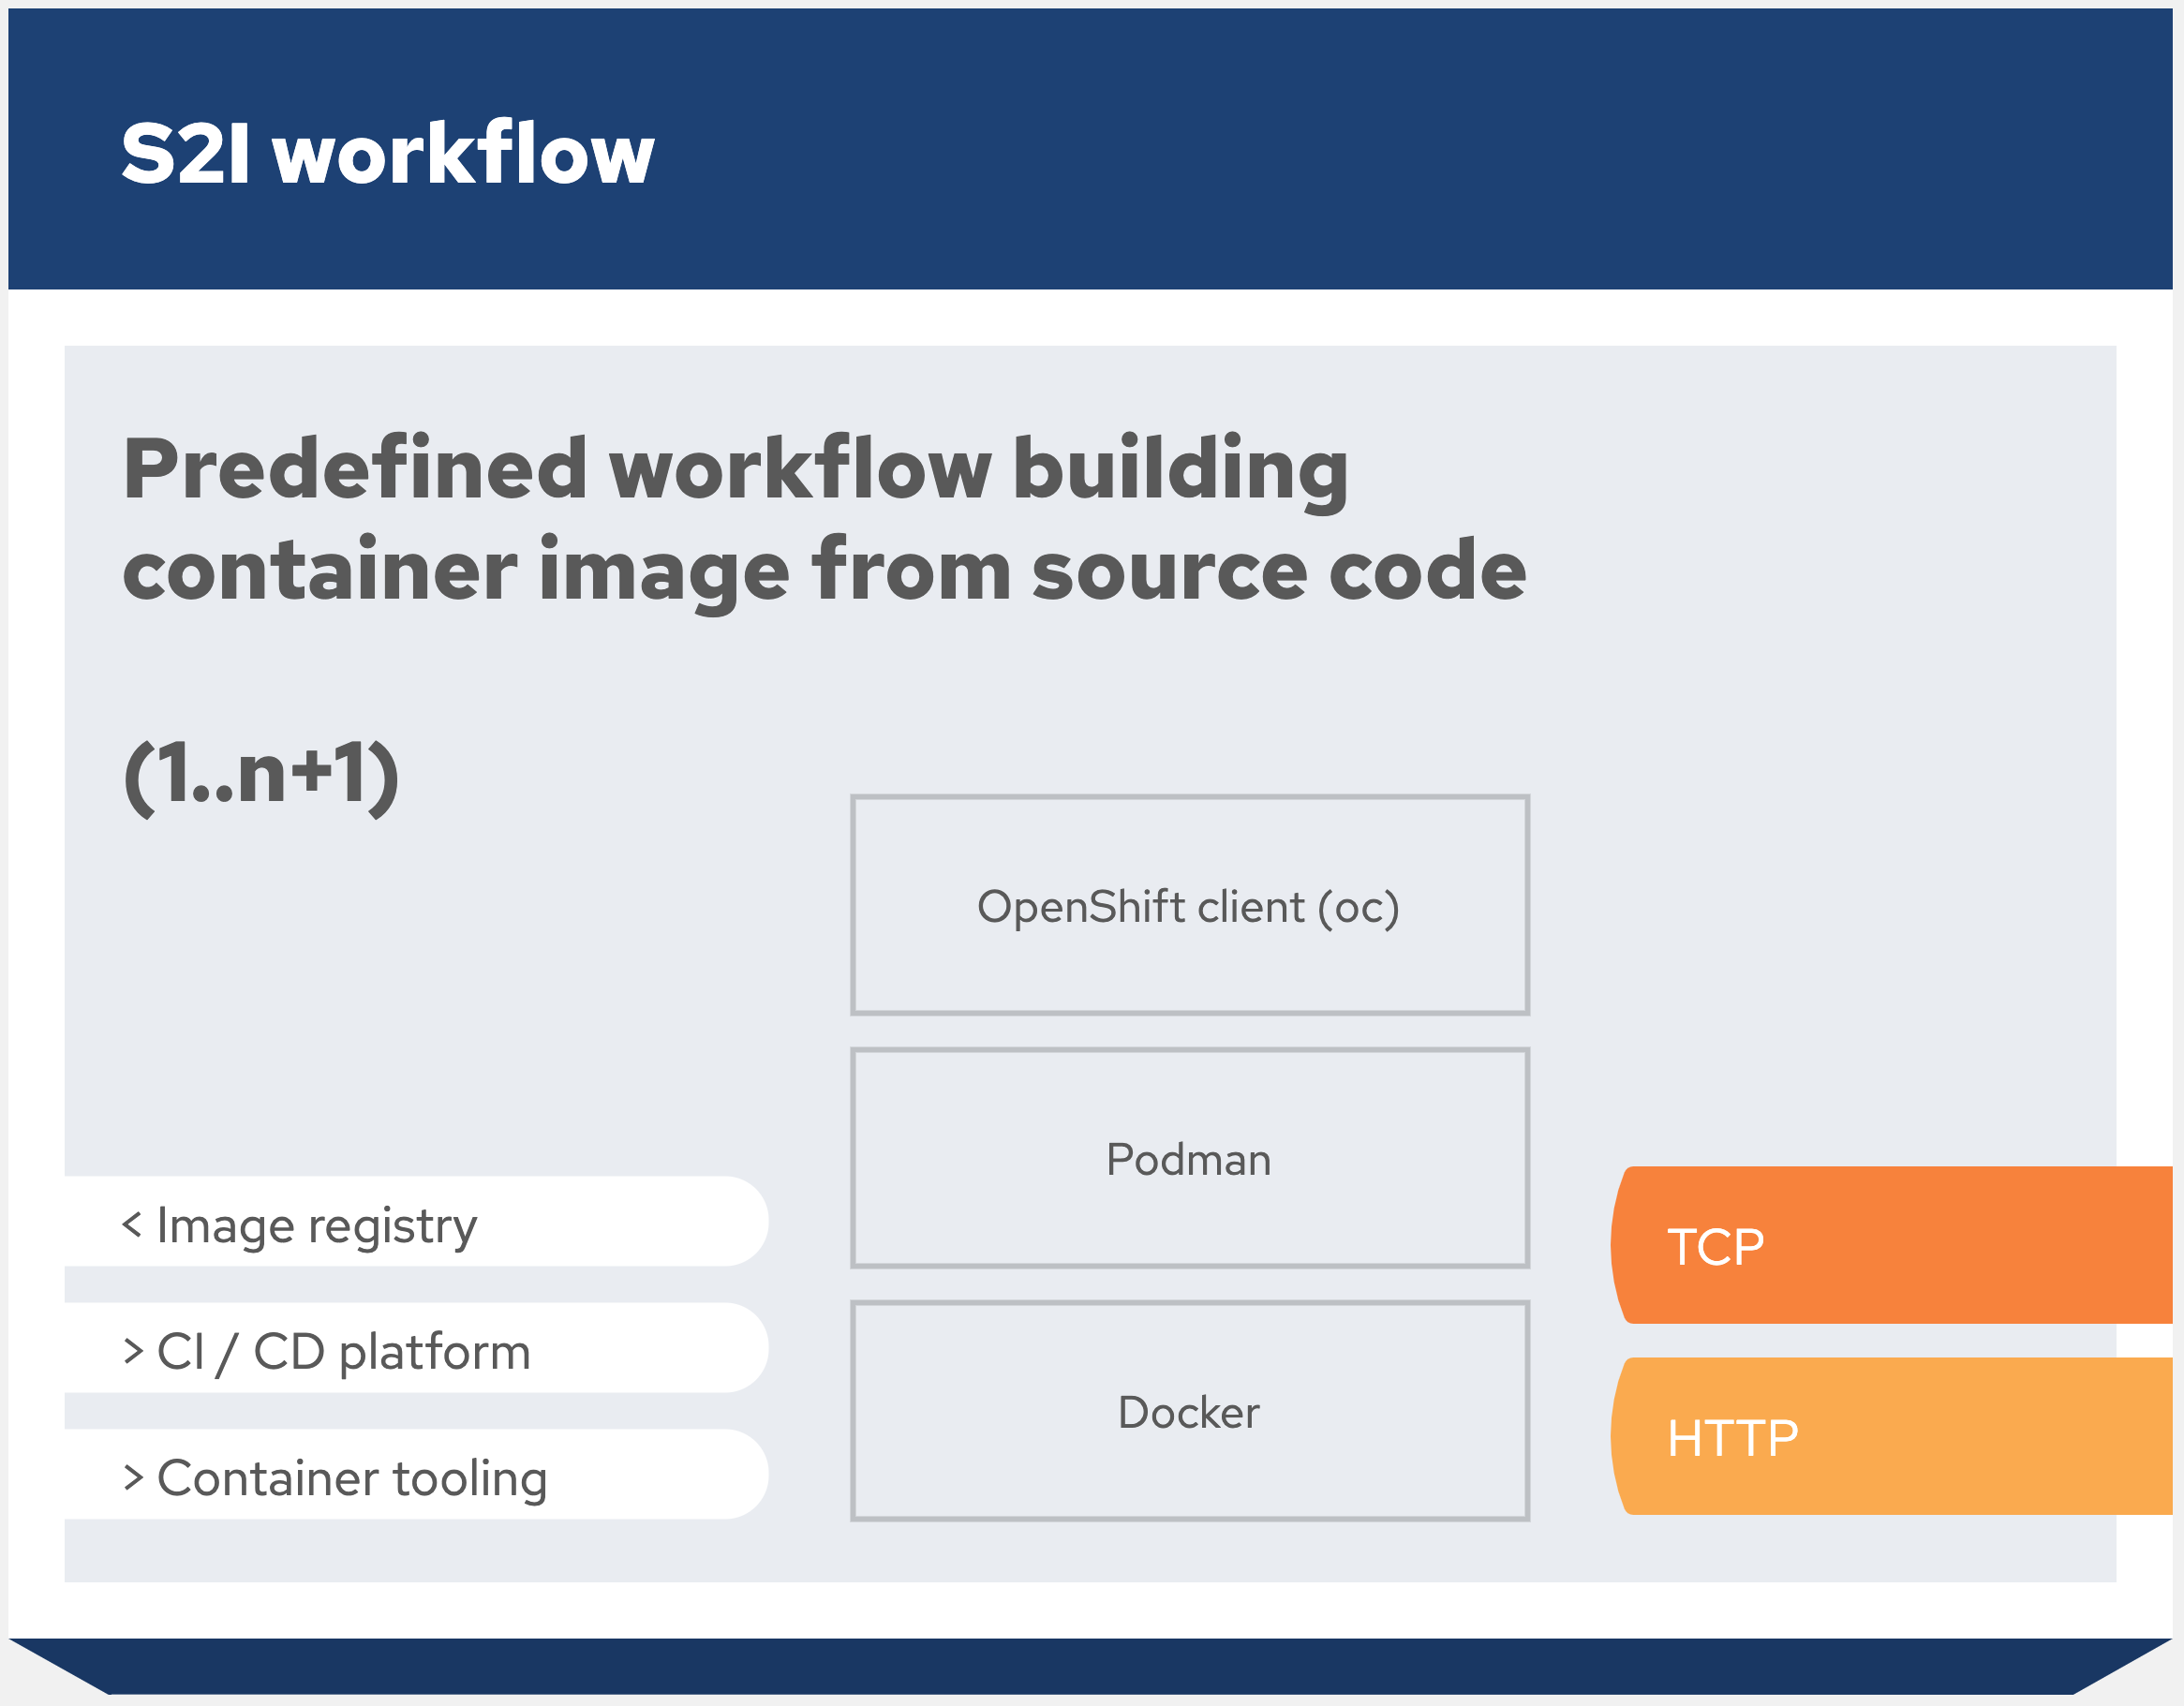 S2I workflow
Predefined workflow building
container image from source code
(1..n+1)
OpenShift client (oc)
Podman
Docker
< Image registry
> CI / CD platform
> Container tooling
TCP
HTTP